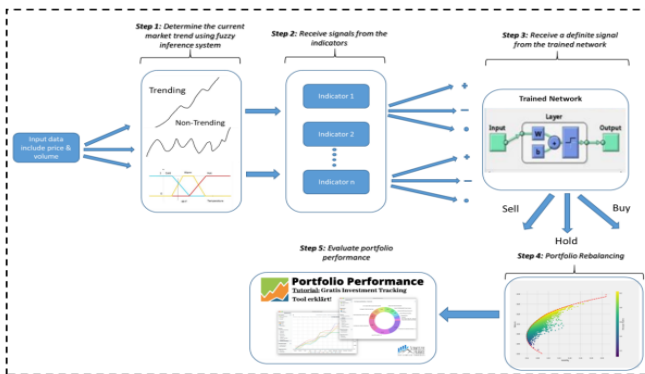 Step 1: Determine the current
market trend using fuzzy
inference system
Step 2: Receive signals from the
indicators
Step 3: Receive a definite signal
from the trained network
Input data
include price &
volume
Trending
Non-Trending
Indicator 1
Indicator 2
Indicator n
+
–
•
+
–
•
Trained Network
Layer
Input
W
b
+
Output
Sell
Hold
Buy
Step 4: Portfolio Rebalancing
Step 5: Evaluate portfolio
performance
Portfolio Performance
Tutorial: Gratis Investment Tracking
Tool erklärt!